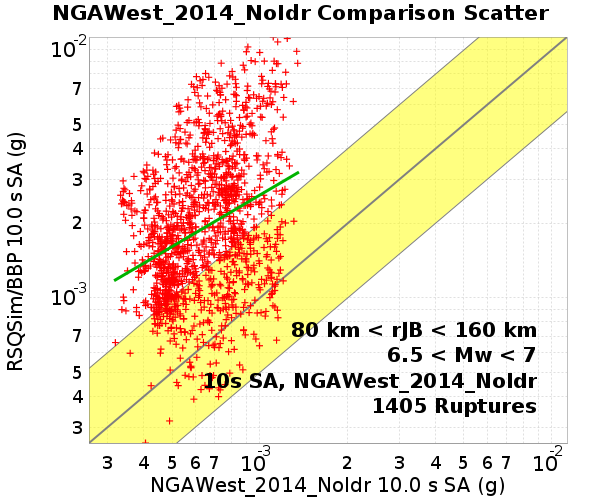 NGAWest_2014_NoIdr Comparison Scatter
RSQSim/BBP 10.0 s SA (g)
10-2
7
5
4
3
2
10-3
7
5
4
3
80 km < rJB < 160 km
6.5 < Mw < 7
10s SA, NGAWest_2014_NoIdr
1405 Ruptures
3 4 5 6 7 10-3 2 3 4 5 6 7 10-2
NGAWest_2014_NoIdr 10.0 s SA (g)